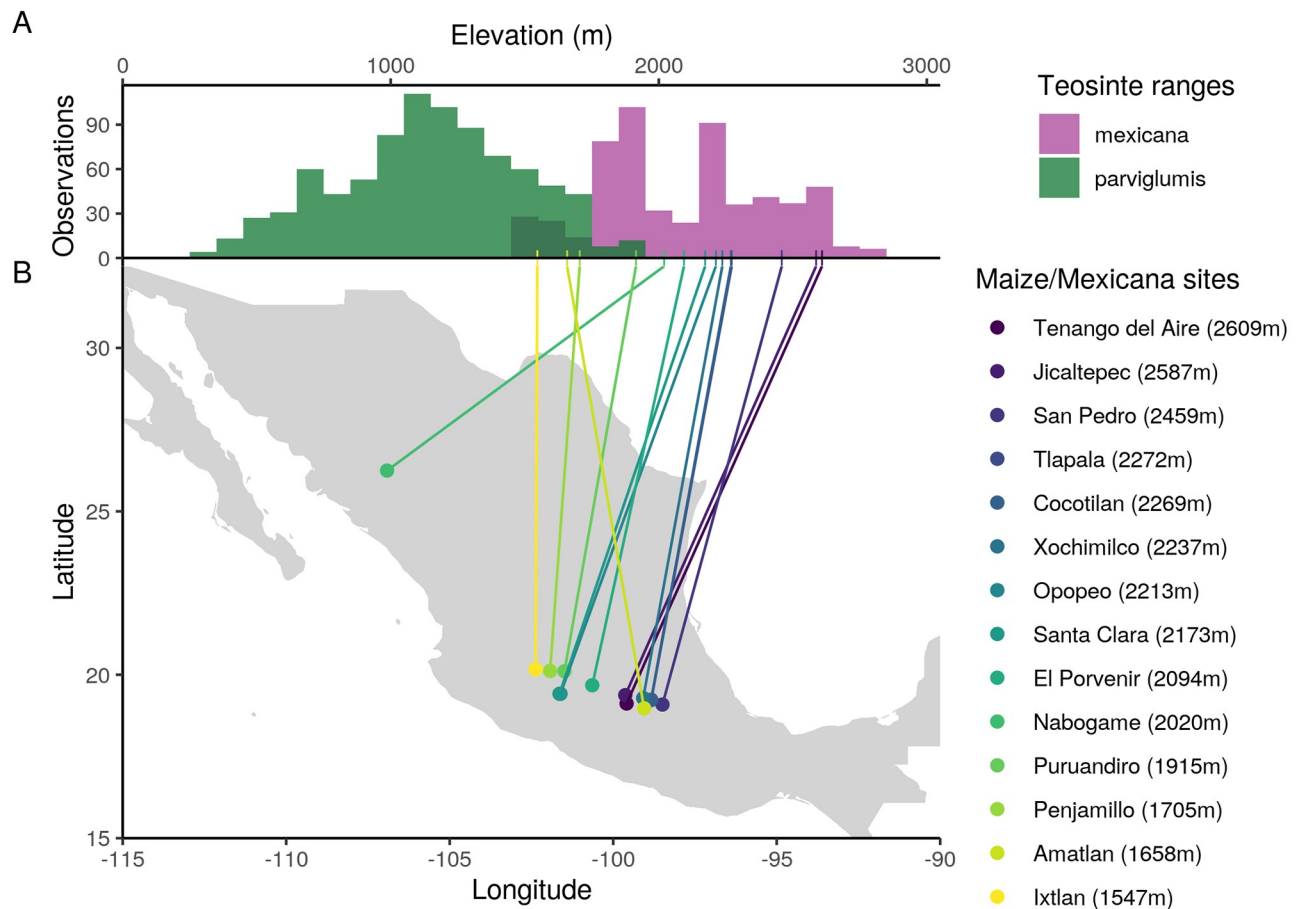 A
Elevation (m)
0 1000 2000 3000
Observations
90
60
30
0
Teosinte ranges
mexicana
parviglumis
B
Latitude
30
25
20
15
-115 -110 -105 -100 -95 -90
Longitude
Maize/Mexicana sites
Tenango del Aire (2609m)
Jicaltepec (2587m)
San Pedro (2459m)
Tlapala (2272m)
Cocotilan (2269m)
Xochimilco (2237m)
Opopeo (2213m)
Santa Clara (2173m)
El Porvenir (2094m)
Nabogame (2020m)
Puruandiro (1915m)
Penjamillo (1705m)
Amatlan (1658m)
Ixtlan (1547m)